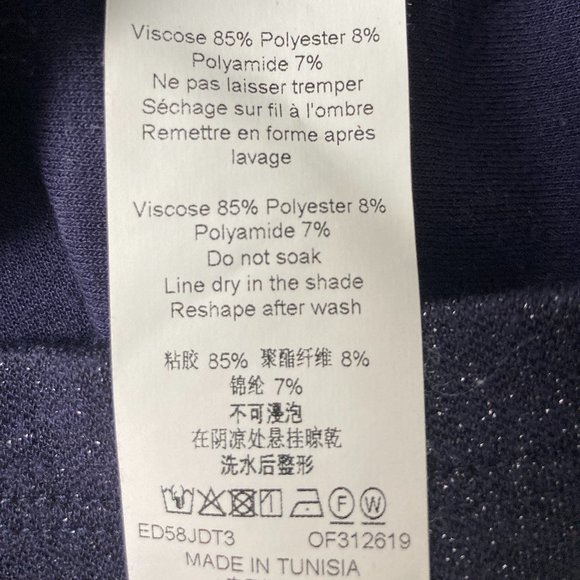 Viscose 85% Polyester 8%
Polyamide 7%
Ne pas laisser tremper
Séchage sur fil à l'ombre
Remettre en forme après
lavage
Viscose 85% Polyester 8%
Polyamide 7%
Do not soak
Line dry in the shade
Reshape after wash
粘胶 85% 聚酯纤维 8%
锦纶 7%
不可漫泡
在阴凉处悬挂晾乾
洗水后整形
F W
ED58JDT3 OF312619
MADE IN TUNISIA